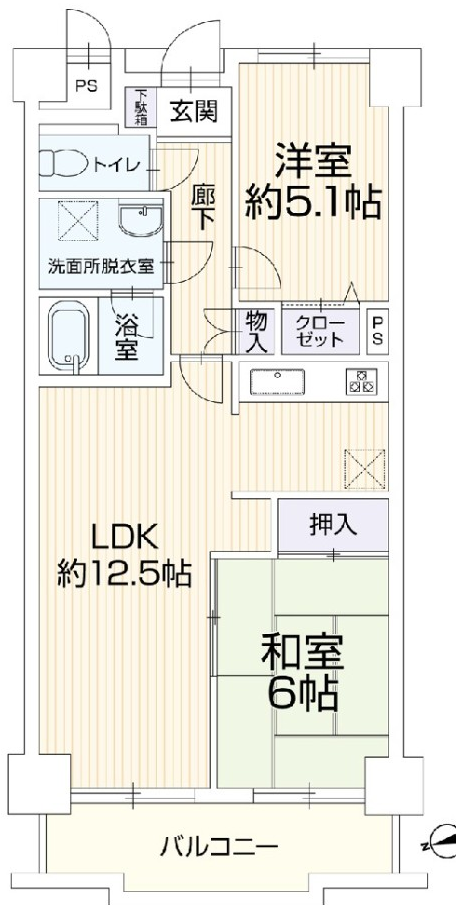 PS
下駄箱
玄関
トイレ
廊下
洋室
約5.1帖
洗面所脱衣室
浴室
物入
クロー
ゼット
PS
LDK
約12.5帖
押入
和室
6帖
バルコニー
N